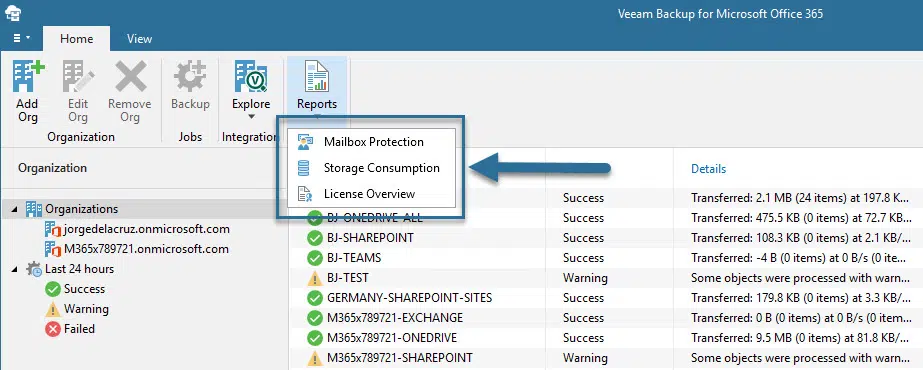 Veeam Backup for Microsoft Office 365
Home View
Add Org
Edit Org
Remove Org
Backup
Explore
Reports
Organization
Jobs
Integration
Mailbox Protection
Storage Consumption
License Overview
Organization
Details
Organizations
jorgedelacruz.onmicrosoft.com
M365x789721.onmicrosoft.com
Last 24 hours
Success
Warning
Failed
Success Transferred: 2.1 MB (24 items) at 197.8 K...
BJ-ONEDRIVE-ALL Success Transferred: 475.5 KB (0 items) at 72.7 KB...
BJ-SHAREPOINT Success Transferred: 108.3 KB (0 items) at 2.1 KB/...
BJ-TEAMS Success Transferred: -4 B (0 items) at 0 B/s (0 item...
BJ-TEST Warning Some objects were processed with warn...
GERMANY-SHAREPOINT-SITES Success Transferred: 179.8 KB (0 items) at 3.3 KB/...
M365x789721-EXCHANGE Success Transferred: 0 B (0 items) at 0 B/s (0 item...
M365x789721-ONEDRIVE Success Transferred: 9.5 MB (0 items) at 81.8 KB/...
M365x789721-SHAREPOINT Warning Some objects were processed with warn...